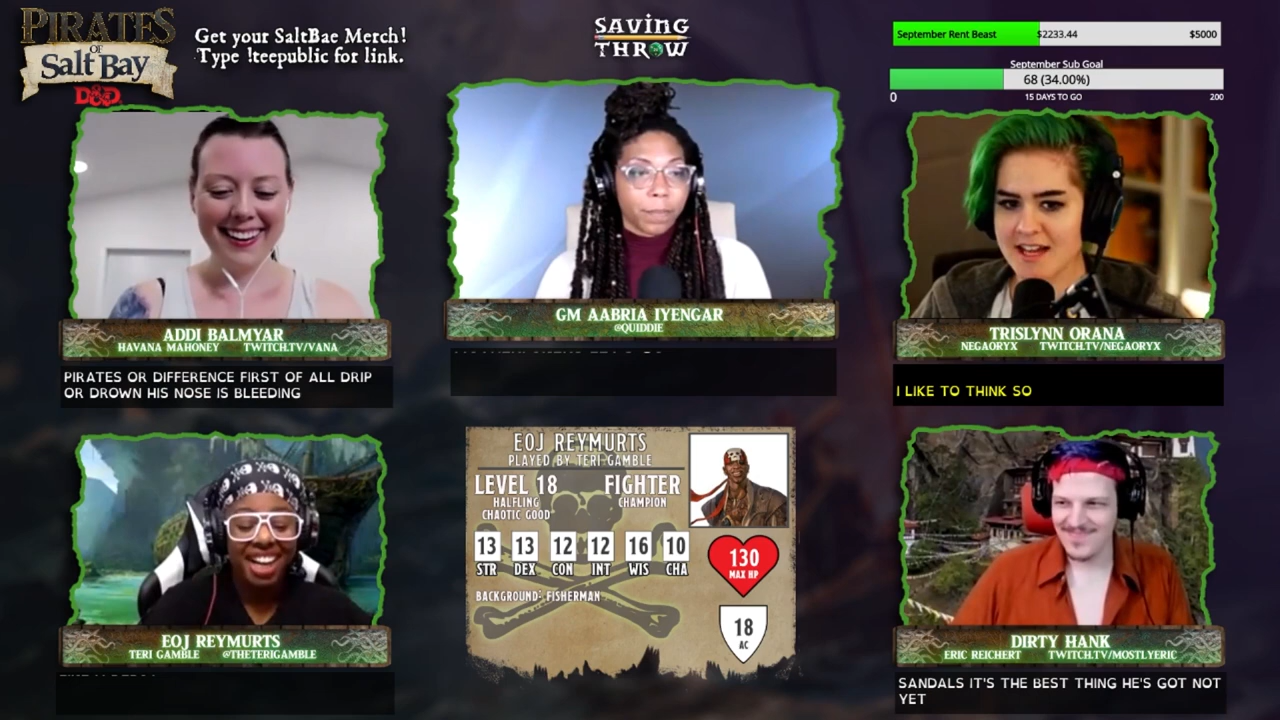 PIRATES
OF
Salt Bay
D&D
Get your SaltBae Merch!
Type !teepublic for link.
SAVING
THROW
September Rent Beast $2233.44 $5000
September Sub Goal
68 (34.00%)
0 15 DAYS TO GO 200
ADDI BALMYAR
HAVANA MAHONEY TWITCH.TV/VANA
PIRATES OR DIFFERENCE FIRST OF ALL DRIP
OR DROWN HIS NOSE IS BLEEDING
GM AABRIA IYENGAR
@QUIDDIE
TRISLYNN ORANA
NEGAORYX TWITCH.TV/NEGAORYX
I LIKE TO THINK SO
EOJ REYMURTS
TERI GAMBLE @THETERIGAMBLE
EOJ REYMURTS
PLAYED BY TERI GAMBLE
LEVEL 18 FIGHTER
HALFLING CHAMPION
CHAOTIC GOOD
13 13 12 12 16 10
STR DEX CON INT WIS CHA
BACKGROUND: FISHERMAN
130
MAX HP
18
AC
DIRTY HANK
ERIC REICHERT TWITCH.TV/MOSTLYERIC
SANDALS IT'S THE BEST THING HE'S GOT NOT
YET